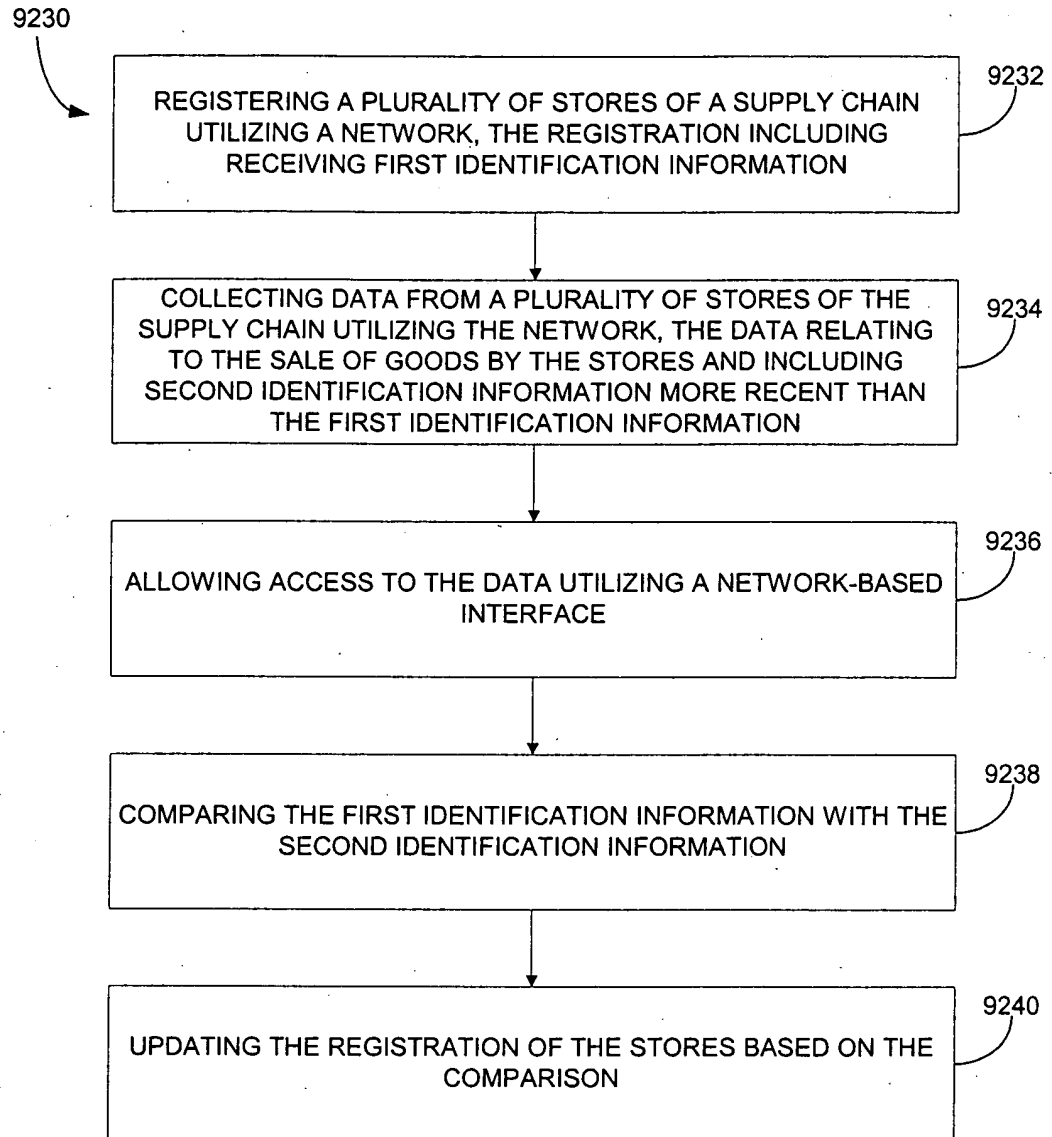 9230
9232
REGISTERING A PLURALITY OF STORES OF A SUPPLY CHAIN
UTILIZING A NETWORK, THE REGISTRATION INCLUDING
RECEIVING FIRST IDENTIFICATION INFORMATION
9234
COLLECTING DATA FROM A PLURALITY OF STORES OF THE
SUPPLY CHAIN UTILIZING THE NETWORK, THE DATA RELATING
TO THE SALE OF GOODS BY THE STORES AND INCLUDING
SECOND IDENTIFICATION INFORMATION MORE RECENT THAN
THE FIRST IDENTIFICATION INFORMATION
9236
ALLOWING ACCESS TO THE DATA UTILIZING A NETWORK-BASED
INTERFACE
9238
COMPARING THE FIRST IDENTIFICATION INFORMATION WITH THE
SECOND IDENTIFICATION INFORMATION
9240
UPDATING THE REGISTRATION OF THE STORES BASED ON THE
COMPARISON